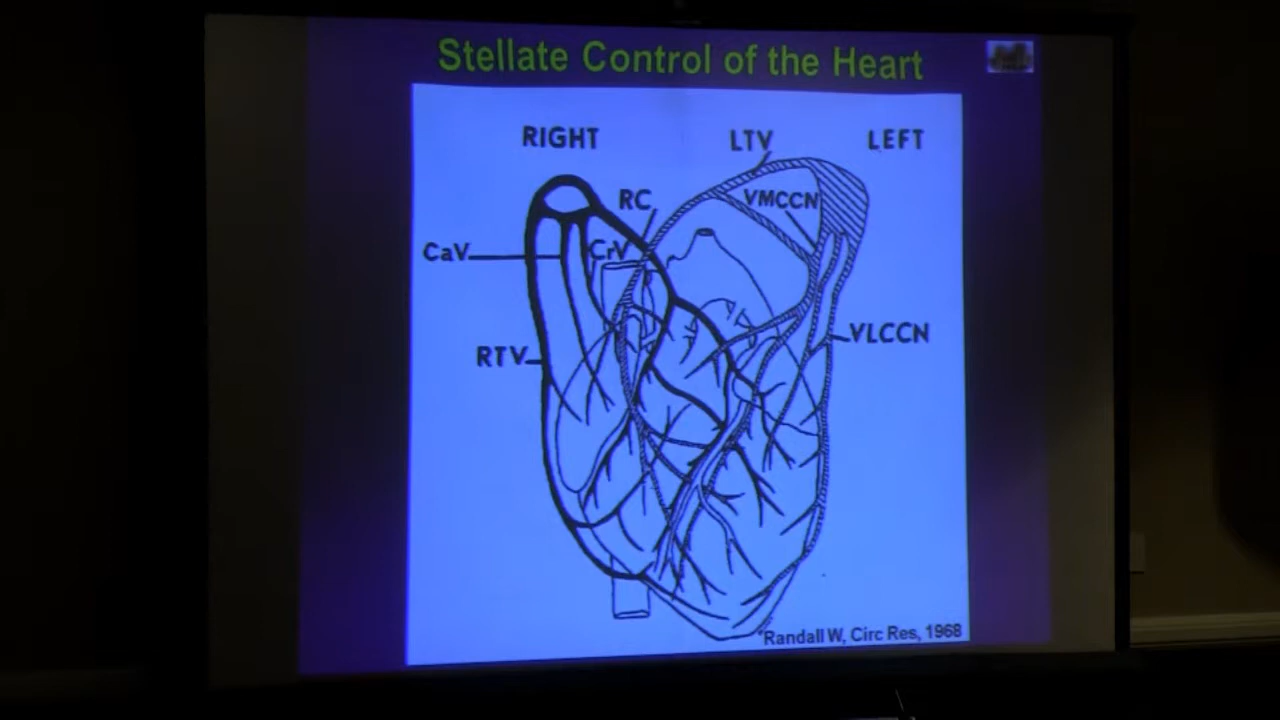 Stellate Control of the Heart
RIGHT
LTV
LEFT
RC
VMCCN
CaV
CrV
RTV
VLCCN
Randall W, Circ Res, 1968